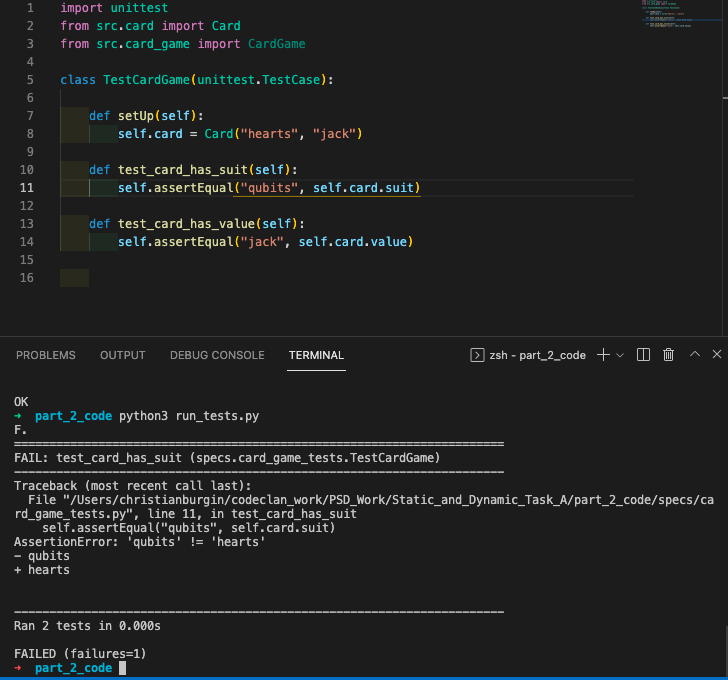 1 import unittest
2 from src.card import Card
3 from src.card_game import CardGame
4
5 class TestCardGame(unittest.TestCase):
6
7 def setUp(self):
8 self.card = Card("hearts", "jack")
9
10 def test_card_has_suit(self):
11 self.assertEqual("qubits", self.card.suit)
12
13 def test_card_has_value(self):
14 self.assertEqual("jack", self.card.value)
15
16
PROBLEMS OUTPUT DEBUG CONSOLE TERMINAL zsh - part_2_code
OK
→ part_2_code python3 run_tests.py
F.
======================================================================
FAIL: test_card_has_suit (specs.card_game_tests.TestCardGame)
----------------------------------------------------------------------
Traceback (most recent call last):
File "/Users/christianburgin/codeclan_work/PSD_Work/Static_and_Dynamic_Task_A/part_2_code/specs/ca
rd_game_tests.py", line 11, in test_card_has_suit
self.assertEqual("qubits", self.card.suit)
AssertionError: 'qubits' != 'hearts'
- qubits
+ hearts
----------------------------------------------------------------------
Ran 2 tests in 0.000s
FAILED (failures=1)
→ part_2_code